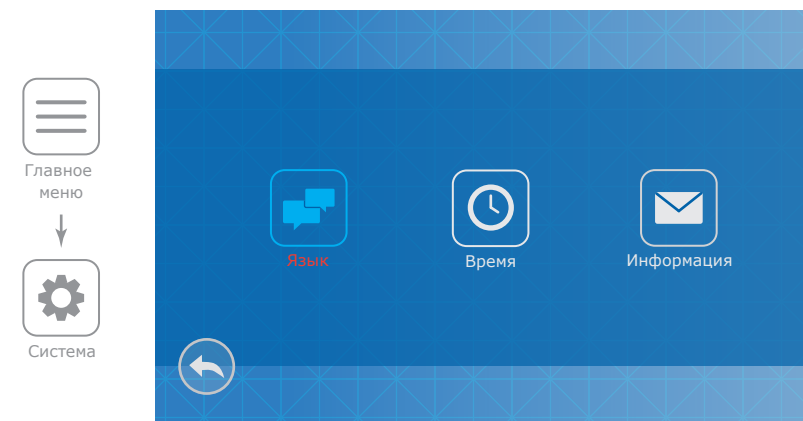 Главное
меню
Система
Язык
Время
Информация